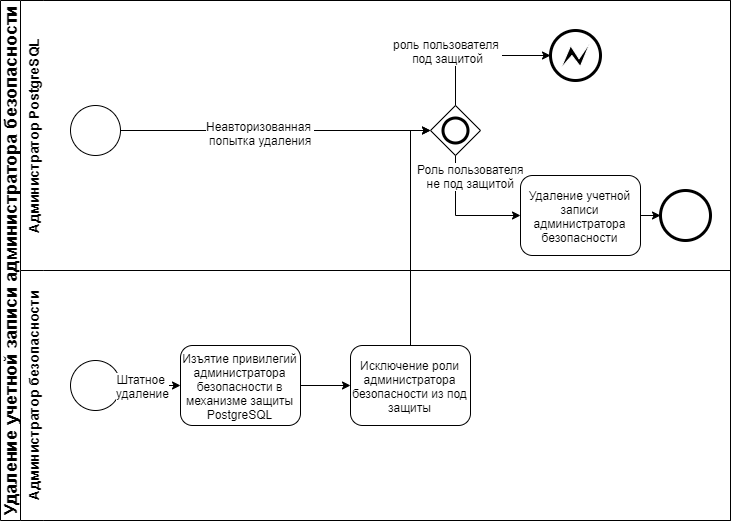 Удаление учетной записи администратора безопасности
Администратор PostgreSQL
роль пользователя
под защитой
Неавторизованная
попытка удаления
Роль пользователя
не под защитой
Удаление учетной
записи
администратора
безопасности
Администратор безопасности
Штатное
удаление
Изъятие привилегий
администратора
безопасности в
механизме защиты
PostgreSQL
Исключение роли
администратора
безопасности из под
защиты